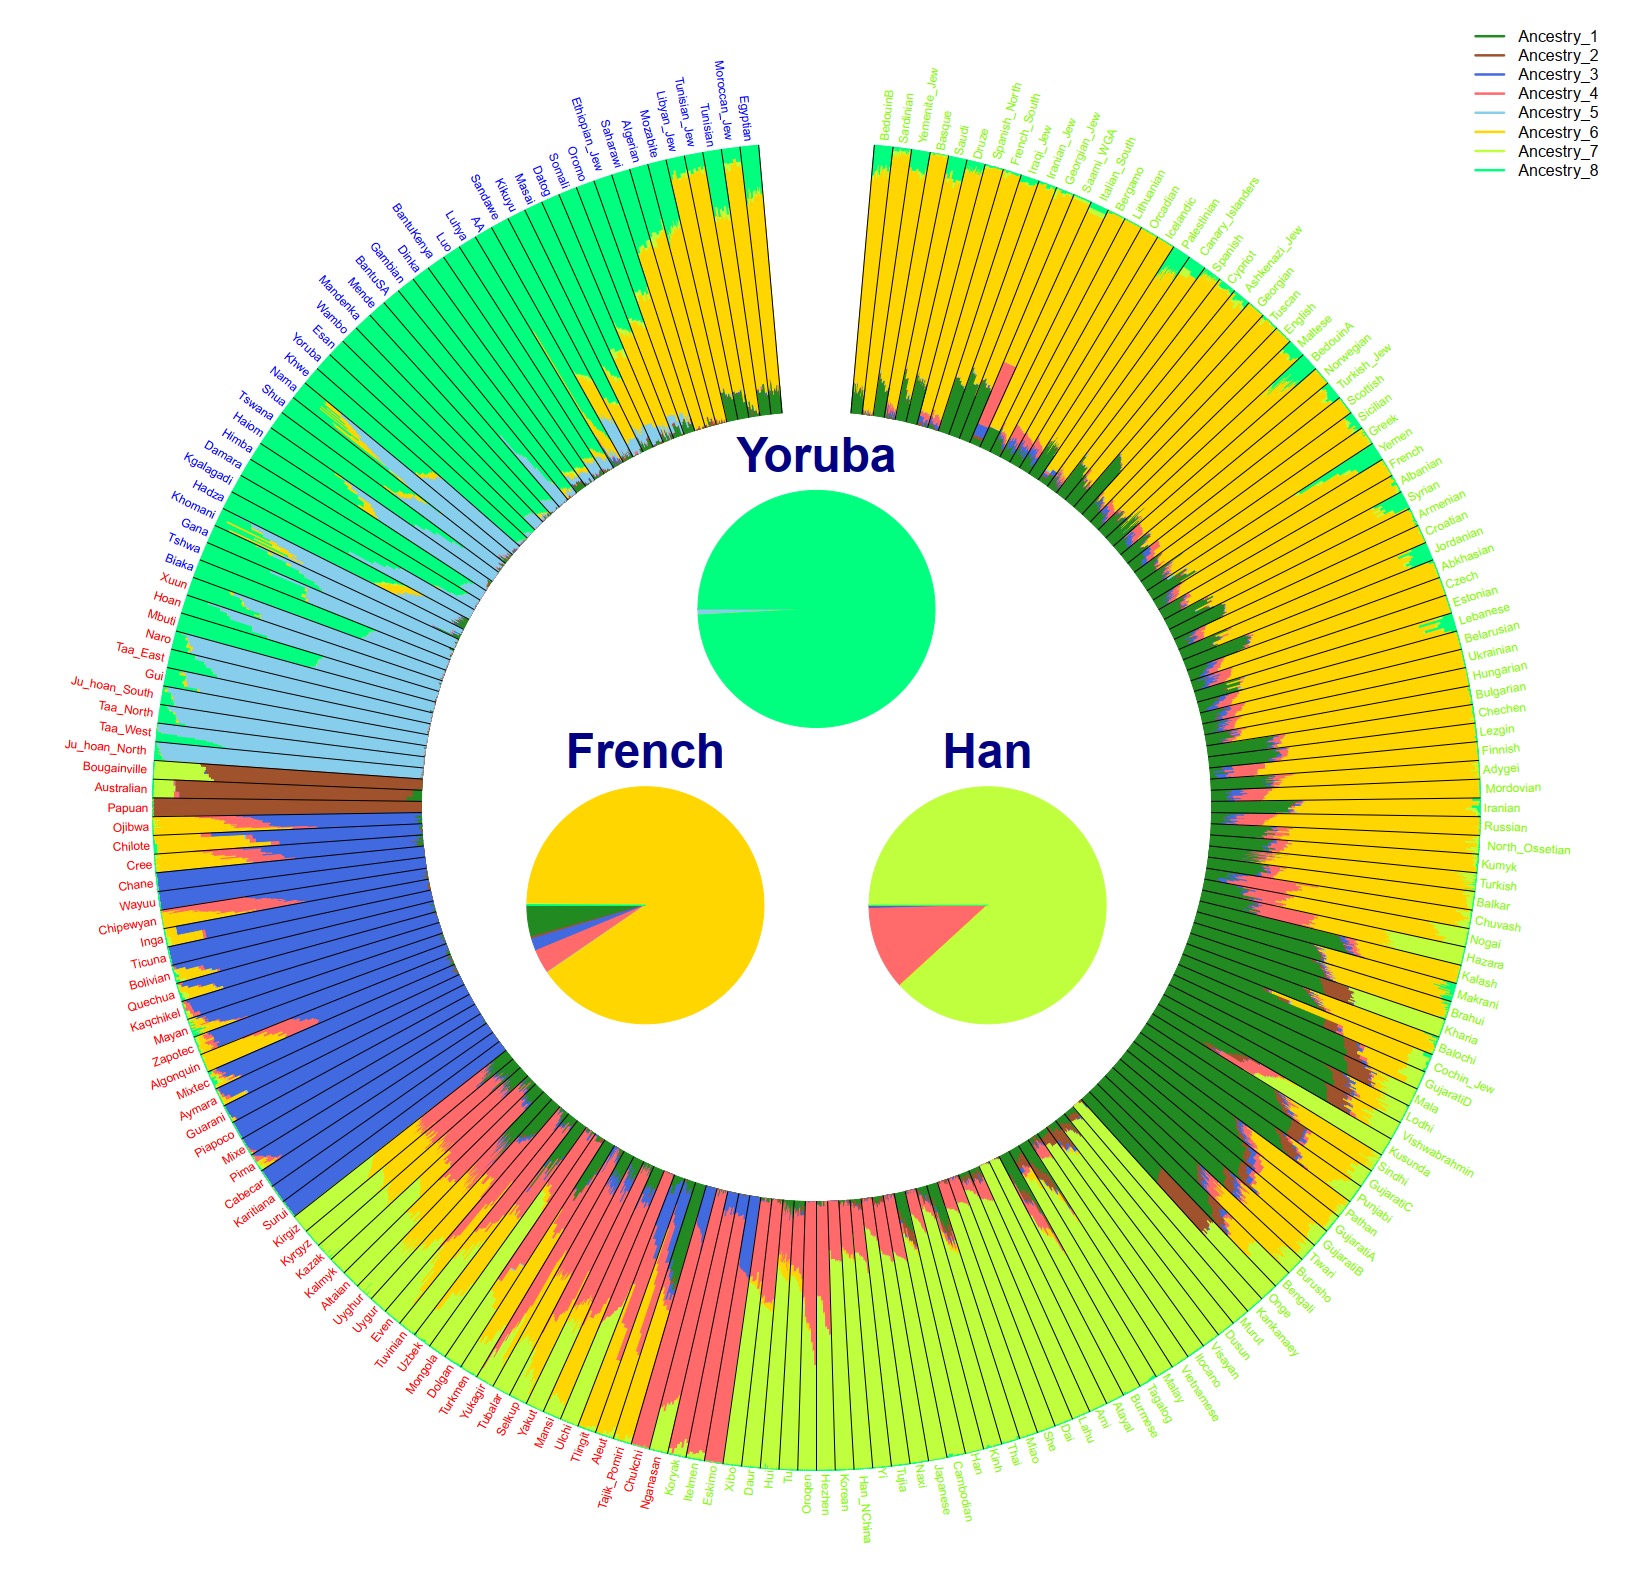 Ancestry_1
Ancestry_2
Ancestry_3
Ancestry_4
Ancestry_5
Ancestry_6
Ancestry_7
Ancestry_8
BedouinB
Sardinian
Yemenite_Jew
Basque
Saudi
Druze
Spanish_North
French_South
Iraqi_Jew
Iranian_Jew
Georgian_Jew
Saami_WGA
Italian_South
Bergamo
Lithuanian
Orcadian
Icelandic
Palestinian
Canary_Islanders
Spanish
Cypriot
Ashkenazi_Jew
Georgian
Tuscan
English
Maltese
BedouinA
Norwegian
Turkish_Jew
Scottish
Sicilian
Greek
Yemen
French
Albanian
Syrian
Armenian
Croatian
Jordanian
Abkhasian
Czech
Estonian
Lebanese
Belarusian
Ukrainian
Hungarian
Bulgarian
Chechen
Lezgin
Finnish
Adygei
Mordovian
Iranian
Russian
North_Ossetian
Kumyk
Turkish
Balkar
Chuvash
Nogai
Hazara
Kalash
Makrani
Brahui
Kharia
Balochi
Cochin_Jew
GujaratiD
Mala
Lodhi
Vishwabrahmin
Kusunda
Sindhi
GujaratiC
Punjabi
Pathan
GujaratiA
GujaratiB
Tiwari
Burusho
Bengali
Onge
Kankanaey
Murut
Dusun
Visayan
Ilocano
Vietnamese
Malay
Tagalog
Burmese
Atayal
Ami
Lahu
Dai
She
Miao
Thai
Kinh
Han
Cambodian
Japanese
Naxi
Tujia
Yi
Han_NChina
Korean
Hezhen
Oroqen
Tu
Hui
Daur
Xibo
Eskimo
Itelmen
Koryak
Nganasan
Chukchi
Tajik_Pomiri
Aleut
Tlingit
Ulchi
Mansi
Yakut
Selkup
Tubalar
Yukagir
Turkmen
Dolgan
Mongola
Uzbek
Tuvinian
Even
Uygur
Uyghur
Altaian
Kalmyk
Kazak
Kyrgyz
Kirgiz
Surui
Karitiana
Cabecar
Pima
Mixe
Piapoco
Guarani
Aymara
Mixtec
Algonquin
Zapotec
Mayan
Kaqchikel
Quechua
Bolivian
Ticuna
Inga
Chipewyan
Wayuu
Chane
Cree
Chilote
Ojibwa
Papuan
Australian
Bougainville
Ju_hoan_North
Taa_West
Taa_North
Ju_hoan_South
Gui
Taa_East
Naro
Mbuti
Hoan
Xuun
Biaka
Tshwa
Gana
Khomani
Hadza
Kgalagadi
Damara
Himba
Haiom
Tswana
Shua
Nama
Khwe
Yoruba
Esan
Wambo
Mandenka
Mende
BantuSA
Gambian
Dinka
BantuKenya
Luo
Luhya
AA
Sandawe
Kikuyu
Masai
Datog
Somali
Oromo
Ethiopian_Jew
Saharawi
Algerian
Mozabite
Libyan_Jew
Tunisian_Jew
Tunisian
Moroccan_Jew
Egyptian
Yoruba
French
Han